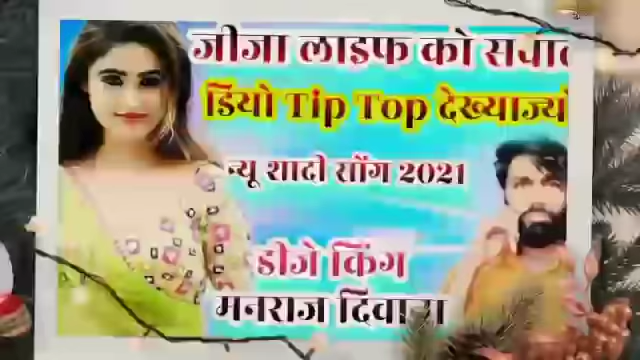 जीजा लाइफ को
डियो Tip Top देख्याज्यो
न्यू शादी सोंग 2021
डीजे किंग
मनराज दिवाना